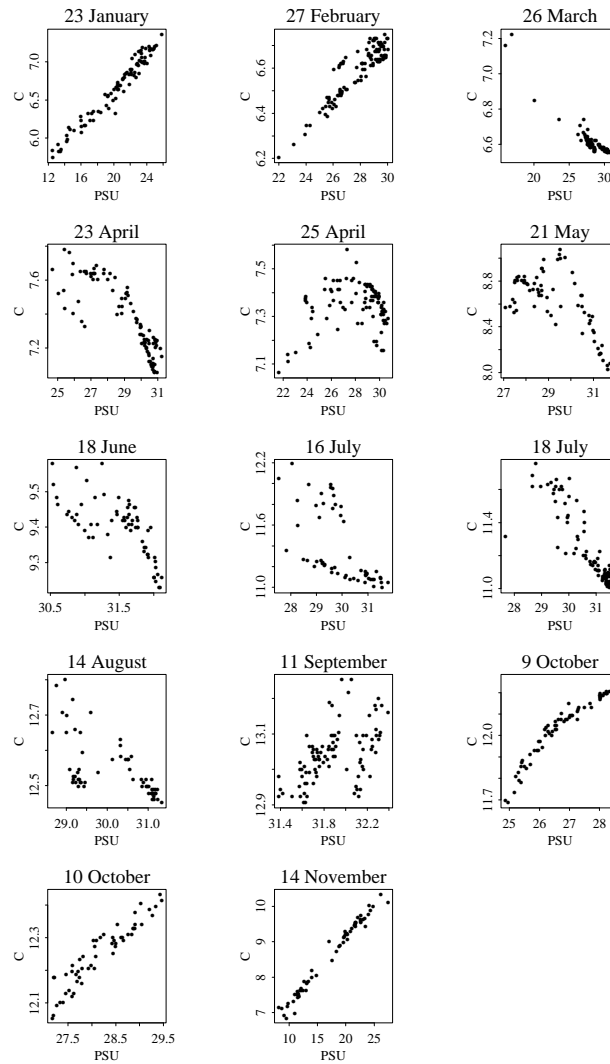 23 January 27 February 26 March
C 6.0 6.5 7.0 C 6.2 6.4 6.6 C 6.6 6.8 7.0 7.2
12 16 20 24 22 24 26 28 30 20 25 30
PSU PSU PSU
23 April 25 April 21 May
C 7.2 7.6 C 7.1 7.3 7.5 C 8.0 8.4 8.8
25 27 29 31 22 24 26 28 30 27 28 29 30 31
PSU PSU PSU
18 June 16 July 18 July
C 9.3 9.4 9.5 C 11.0 11.6 12.2 C 11.0 11.4
30.5 31.5 28 29 30 31 28 29 30 31
PSU PSU PSU
14 August 11 September 9 October
C 12.5 12.7 C 12.9 13.1 C 11.7 12.0
29.0 30.0 31.0 31.4 31.8 32.2 25 26 27 28
PSU PSU PSU
10 October 14 November
C 12.1 12.3 C 7 8 9 10
27.5 28.5 29.5 10 15 20 25
PSU PSU